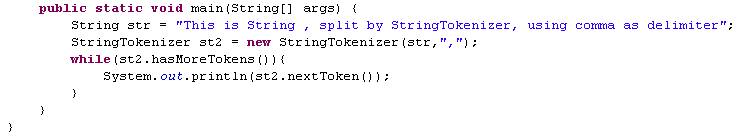 public static void main(String[] args) {
String str = "This is String , split by StringTokenizer, using comma as delimiter";
StringTokenizer st2 = new StringTokenizer(str,",");
while(st2.hasMoreTokens()){
System.out.println(st2.nextToken());
}
}
}